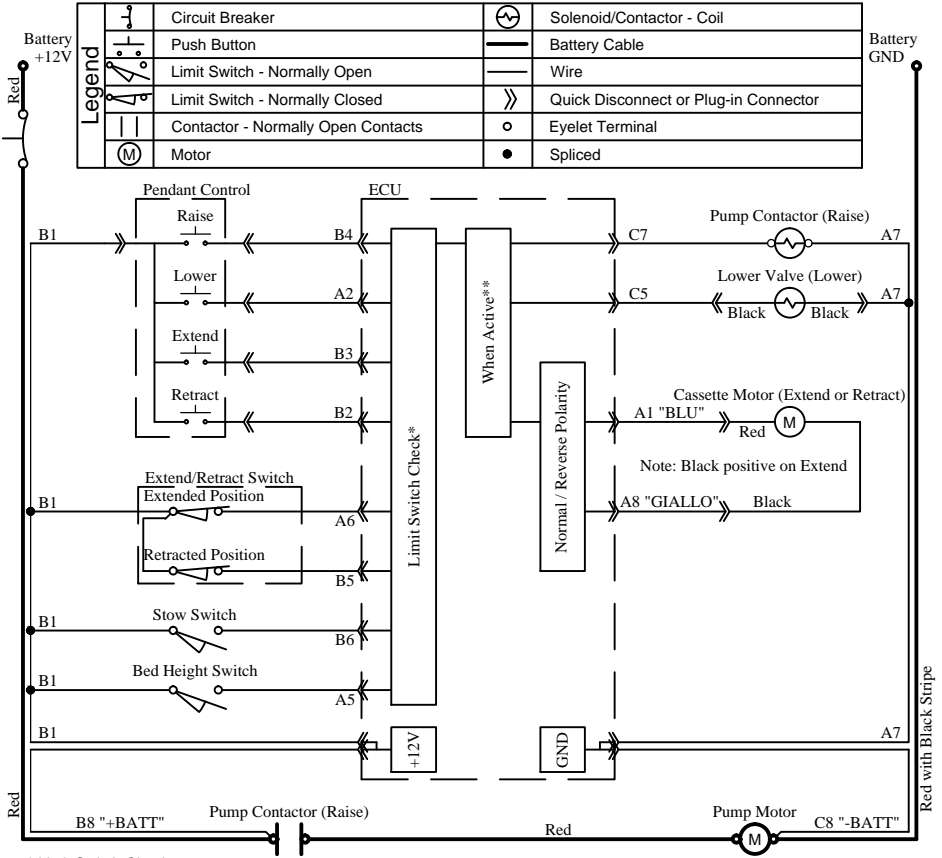 Circuit Breaker
Solenoid/Contactor - Coil
Battery
+12V
Push Button
Battery Cable
Battery
GND
Legend
Limit Switch - Normally Open
Wire
Limit Switch - Normally Closed
Quick Disconnect or Plug-in Connector
Contactor - Normally Open Contacts
Eyelet Terminal
M
Motor
Spliced
Red
Pendant Control
ECU
Raise
Pump Contactor (Raise)
B1
B4
C7
A7
Lower
Lower Valve (Lower)
A2
C5
Black
Black
A7
Extend
B3
When Active**
Retract
B2
Cassette Motor (Extend or Retract)
A1 "BLU"
Red
M
Note: Black positive on Extend
Normal / Reverse Polarity
Limit Switch Check*
Extend/Retract Switch
Extended Position
B1
A6
A8 "GIALLO"
Black
Retracted Position
B5
Stow Switch
B1
B6
Bed Height Switch
B1
A5
B1
+12V
GND
A7
Red with Black Stripe
Red
B8 "+BATT"
Pump Contactor (Raise)
Red
Pump Motor
M
C8 "-BATT"